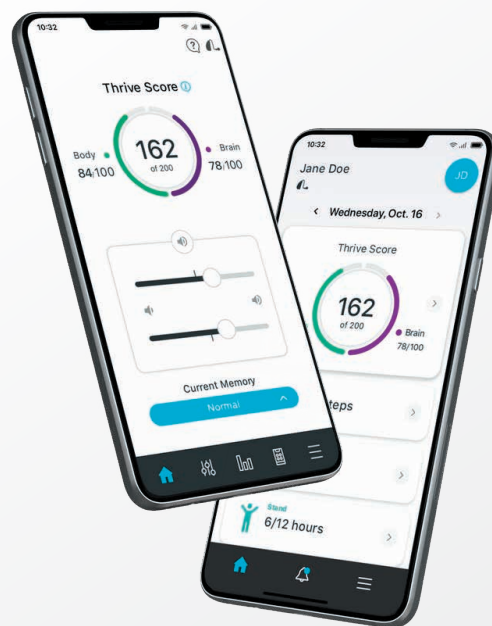 10:32
Thrive Score
Body
84/100
162
of 200
Brain
78/100
Current Memory
Normal
10:32
Jane Doe
JD
Wednesday, Oct. 16
Thrive Score
162
of 200
Brain
78/100
Stand
6/12 hours